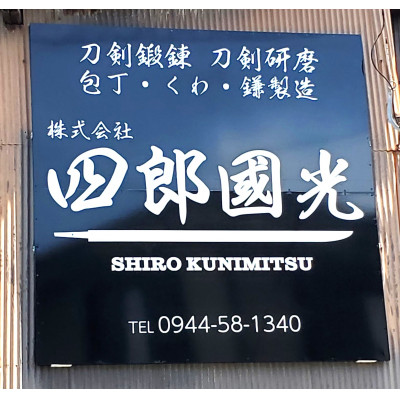 刀剣鍛錬 刀剣研磨
包丁・くわ・鎌製造
株式会社
四郎國光
SHIRO KUNIMITSU
TEL 0944-58-1340